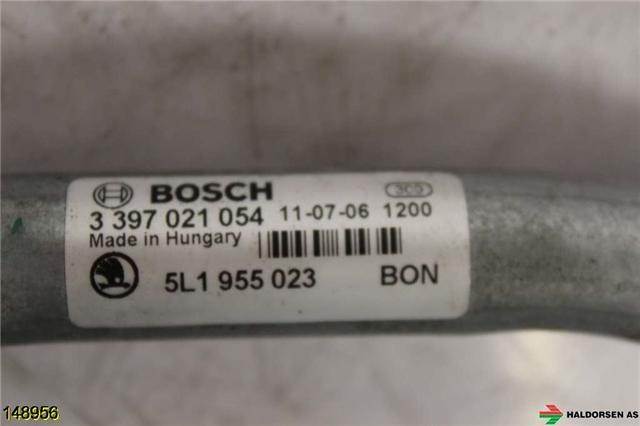 BOSCH
3C0
3 397 021 054 11-07-06 1200
Made in Hungary
5L1 955 023 BON
148956
HALDORSEN AS